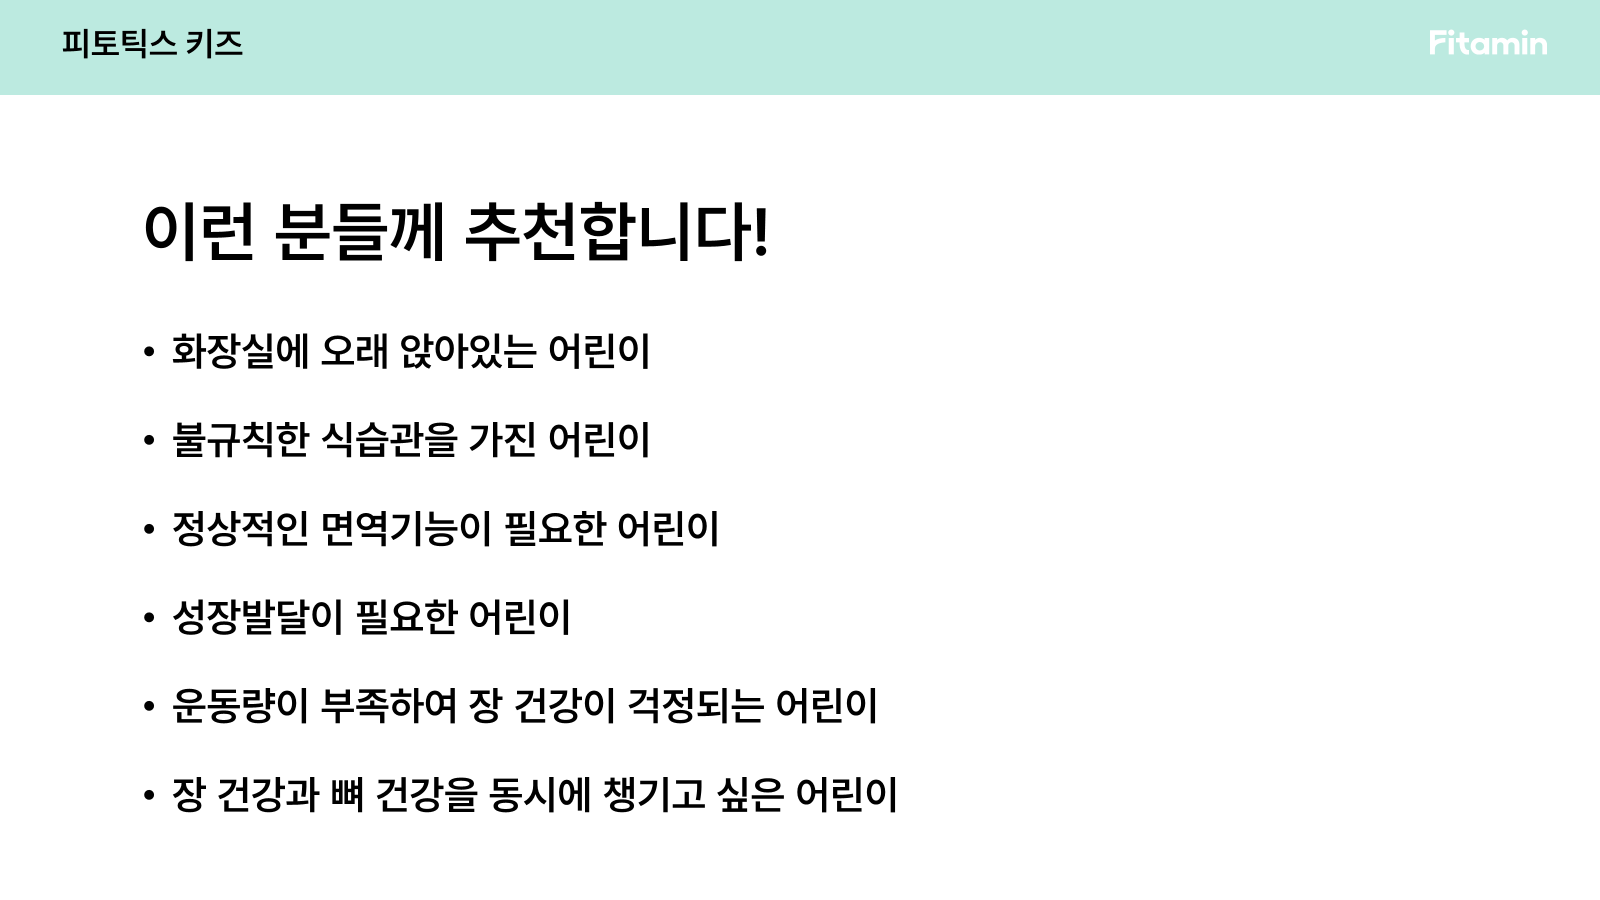 피토틱스 키즈
Fitamin
이런 분들께 추천합니다!
• 화장실에 오래 앉아있는 어린이
• 불규칙한 식습관을 가진 어린이
• 정상적인 면역기능이 필요한 어린이
• 성장발달이 필요한 어린이
• 운동량이 부족하여 장 건강이 걱정되는 어린이
• 장 건강과 뼈 건강을 동시에 챙기고 싶은 어린이